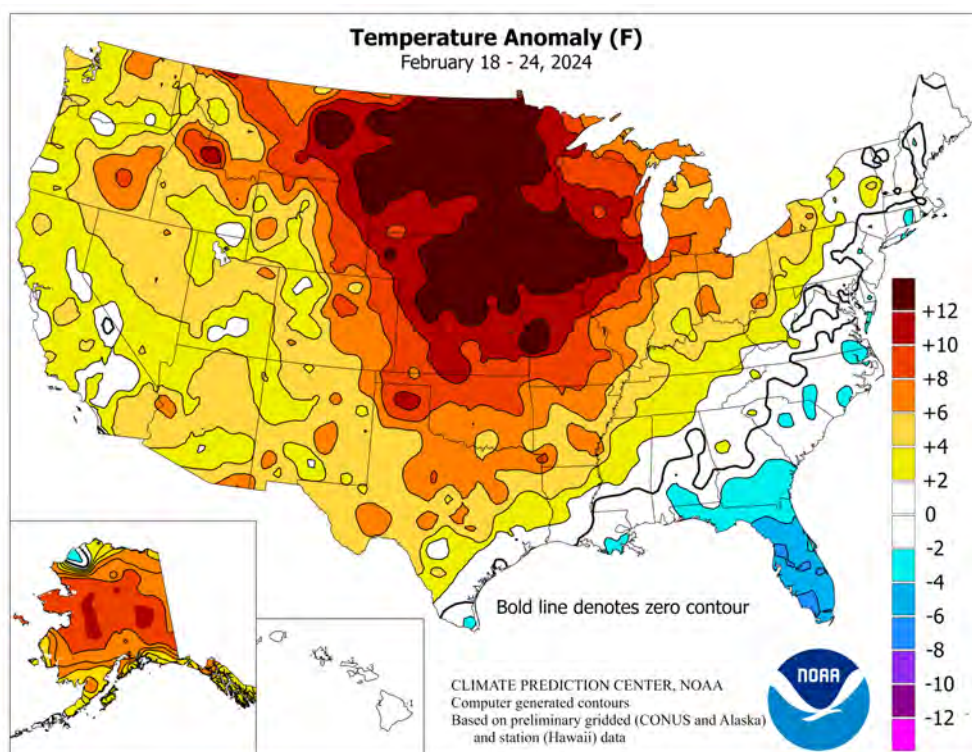 Temperature Anomaly (F)
February 18 - 24, 2024
+12
+10
+8
+6
+4
+2
0
-2
-4
-6
-8
-10
-12
Bold line denotes zero contour
CLIMATE PREDICTION CENTER, NOAA
Computer generated contours
Based on preliminary gridded (CONUS and Alaska)
and station (Hawaii) data
NOAA